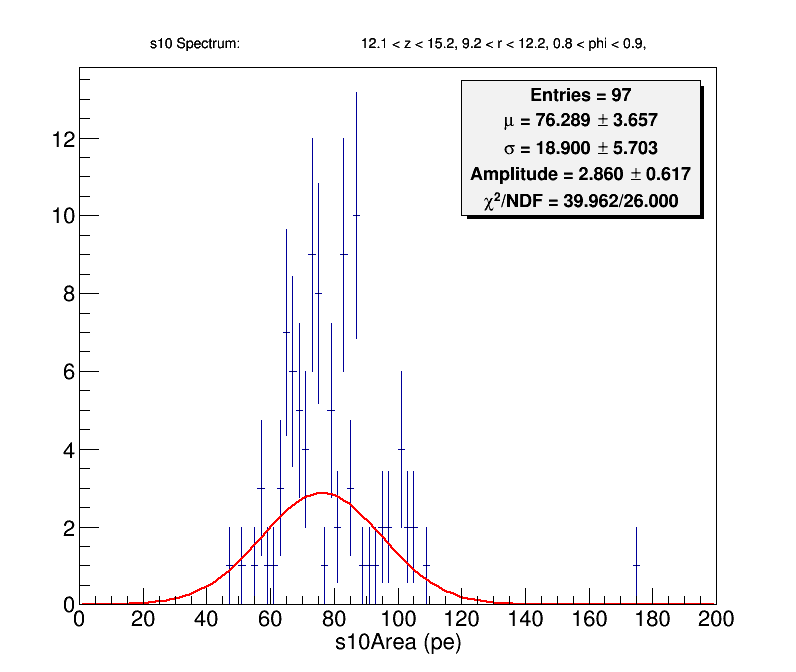 s10 Spectrum: 12.1 < z < 15.2, 9.2 < r < 12.2, 0.8 < phi < 0.9,
Entries = 97
μ = 76.289 ± 3.657
σ = 18.900 ± 5.703
Amplitude = 2.860 ± 0.617
χ²/NDF = 39.962/26.000
12
10
8
6
4
2
0
0 20 40 60 80 100 120 140 160 180 200
s10Area (pe)